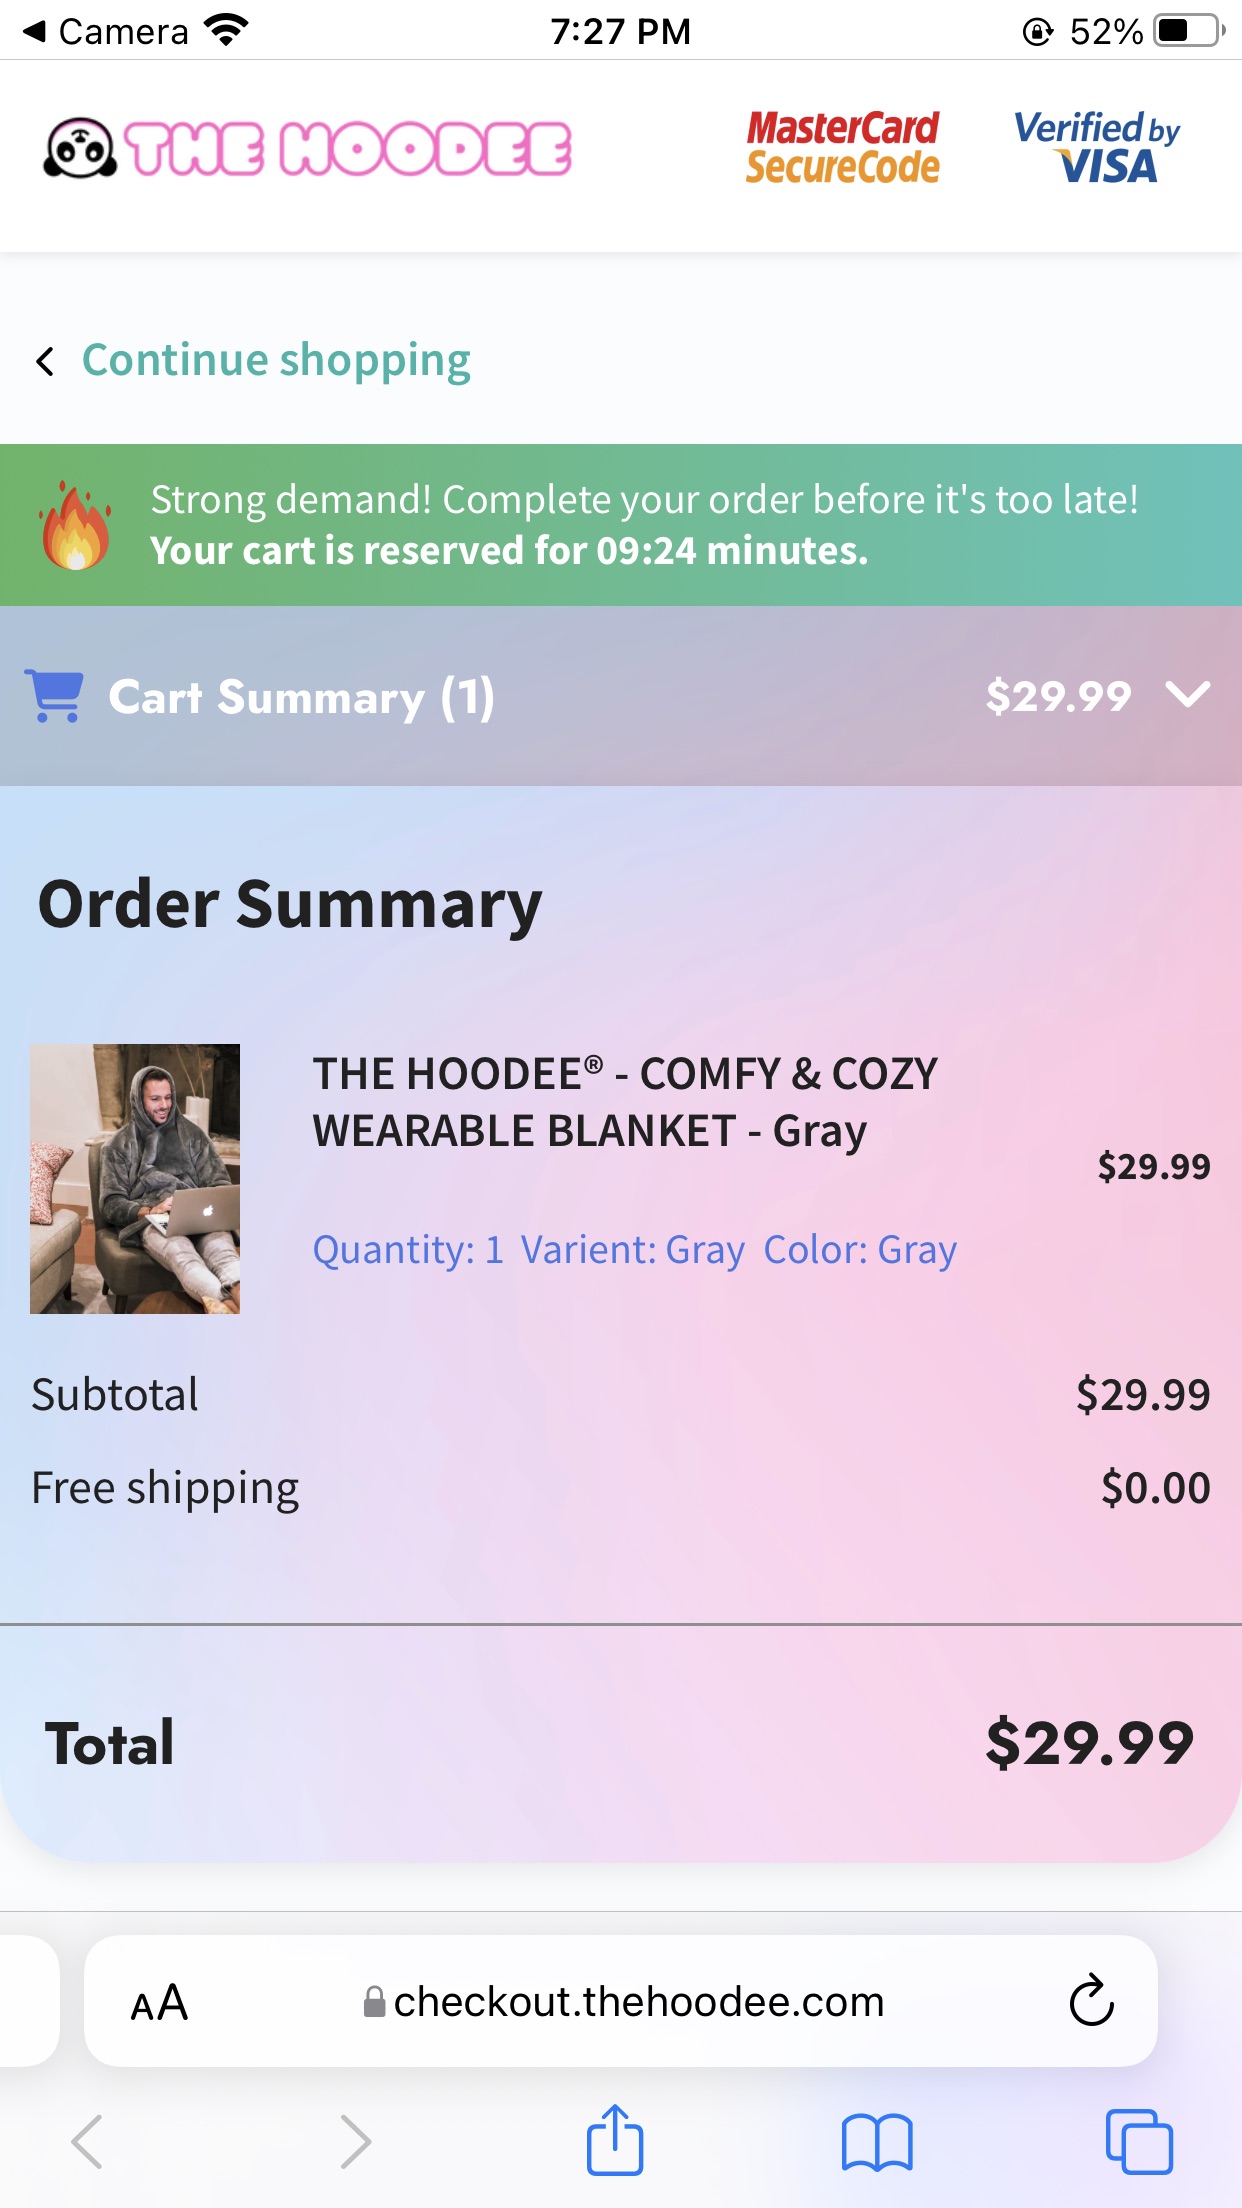 Camera 7:27 PM 52%
THE HOODEE
MasterCard
SecureCode
Verified by
VISA
Continue shopping
Strong demand! Complete your order before it's too late!
Your cart is reserved for 09:24 minutes.
Cart Summary (1) $29.99
Order Summary
THE HOODEE® - COMFY & COZY
WEARABLE BLANKET - Gray
$29.99
Quantity: 1 Varient: Gray Color: Gray
Subtotal $29.99
Free shipping $0.00
Total $29.99
AA checkout.thehoodee.com